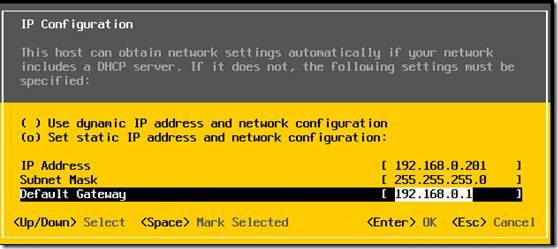 IP Configuration
This host can obtain network settings automatically if your network
includes a DHCP server. If it does not, the following settings must be
specified:
( ) Use dynamic IP address and network configuration
(o) Set static IP address and network configuration:
IP Address [ 192.168.0.201 ]
Subnet Mask [ 255.255.255.0 ]
Default Gateway [ 192.168.0.1 ]
<Up/Down> Select <Space> Mark Selected <Enter> OK <Esc> Cancel